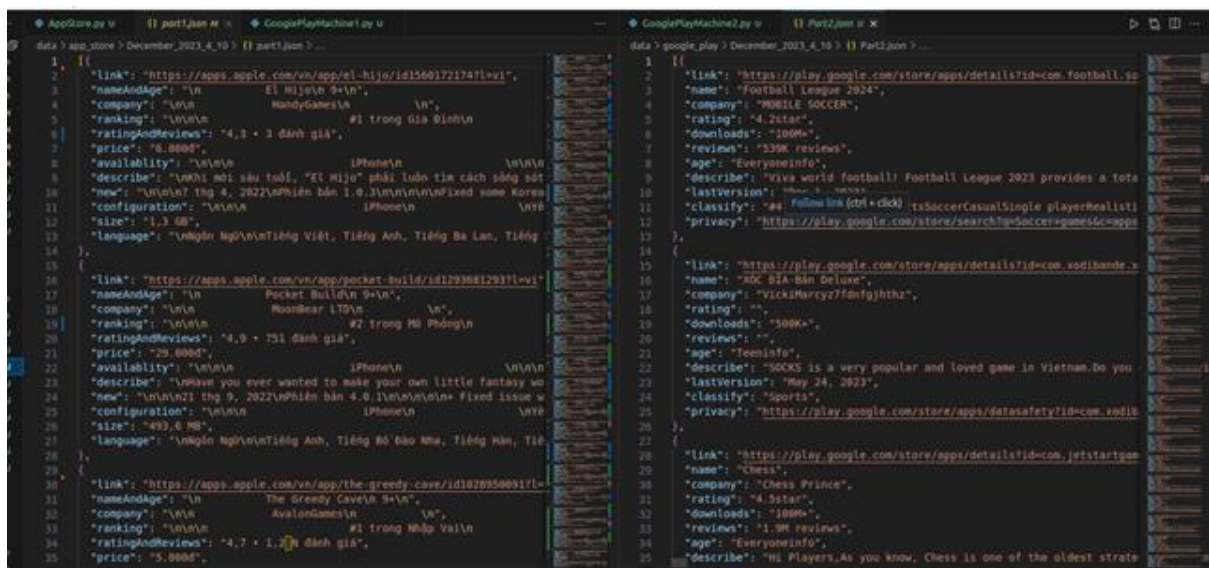 AppStore.py U
{} part1.json M ×
GooglePlayMachine1.py U
data > app_store > December_2023_4_10 > {} part1.json > ...
1 [{
2 "link": "https://apps.apple.com/vn/app/el-hijo/id1560172174?l=vi",
3 "nameAndAge": "\n El Hijo\n 9+\n",
4 "company": "\n\n HandyGames\n \n",
5 "ranking": "\n\n\n #1 trong Gia Đình\n
6 "ratingAndReviews": "4,3 • 3 đánh giá",
7 "price": "6.000đ",
8 "availablity": "\n\n\n iPhone\n \n\n\n
9 "describe": "\nKhi mới sáu tuổi, "El Hijo" phải luôn tìm cách sống sót
10 "new": "\n\n\n7 thg 4, 2022\nPhiên bản 1.0.3\n\n\n\n\nFixed some Korea
11 "configuration": "\n\n\n iPhone\n \nYê
12 "size": "1,3 GB",
13 "language": "\nNgôn Ngữ\n\nTiếng Việt, Tiếng Anh, Tiếng Ba Lan, Tiếng
14 },
15 {
16 "link": "https://apps.apple.com/vn/app/pocket-build/id1293681293?l=vi"
17 "nameAndAge": "\n Pocket Build\n 9+\n",
18 "company": "\n\n MoonBear LTD\n \n",
19 "ranking": "\n\n\n #2 trong Mô Phỏng\n
20 "ratingAndReviews": "4,9 • 751 đánh giá",
21 "price": "29.000đ",
22 "availablity": "\n\n\n iPhone\n \n\n\n
23 "describe": "\nHave you ever wanted to make your own little fantasy wo
24 "new": "\n\n\n21 thg 9, 2022\nPhiên bản 4.0.1\n\n\n\n\n+ Fixed issue w
25 "configuration": "\n\n\n iPhone\n \nYê
26 "size": "493,6 MB",
27 "language": "\nNgôn Ngữ\n\nTiếng Anh, Tiếng Bồ Đào Nha, Tiếng Hàn, Tiế
28 },
29 {
30 "link": "https://apps.apple.com/vn/app/the-greedy-cave/id1028950091?l=
31 "nameAndAge": "\n The Greedy Cave\n 9+\n",
32 "company": "\n\n AvalonGames\n \n",
33 "ranking": "\n\n\n #1 trong Nhập Vai\n
34 "ratingAndReviews": "4,7 • 1,2 N đánh giá",
35 "price": "5.000đ",
GooglePlayMachine2.py U
{} Part2.json U ×
data > google_play > December_2023_4_10 > {} Part2.json > ...
1 [{
2 "link": "https://play.google.com/store/apps/details?id=com.football.so
3 "name": "Football League 2024",
4 "company": "MOBILE SOCCER",
5 "rating": "4.2star",
6 "downloads": "100M+",
7 "reviews": "539K reviews",
8 "age": "Everyoneinfo",
9 "describe": "Viva world football! Football League 2023 provides a tota
10 "lastVersion":
Follow link (ctrl + click)
11 "classify": "#4 tsSoccerCasualSingle playerRealisti
12 "privacy": "https://play.google.com/store/search?q=Soccer+games&c=apps
13 },
14 {
15 "link": "https://play.google.com/store/apps/details?id=com.xodibande.x
16 "name": "XÓC ĐĨA-Bản Deluxe",
17 "company": "VickiMarcyz7fdnfgjhthz",
18 "rating": "",
19 "downloads": "500K+",
20 "reviews": "",
21 "age": "Teeninfo",
22 "describe": "SOCKS is a very popular and loved game in Vietnam.Do you
23 "lastVersion": "May 24, 2023",
24 "classify": "Sports",
25 "privacy": "https://play.google.com/store/apps/datasafety?id=com.xodib
26 },
27 {
28 "link": "https://play.google.com/store/apps/details?id=com.jetstartgam
29 "name": "Chess",
30 "company": "Chess Prince",
31 "rating": "4.5star",
32 "downloads": "100M+",
33 "reviews": "1.9M reviews",
34 "age": "Everyoneinfo",
35 "describe": "Hi Players,As you know, Chess is one of the oldest strate